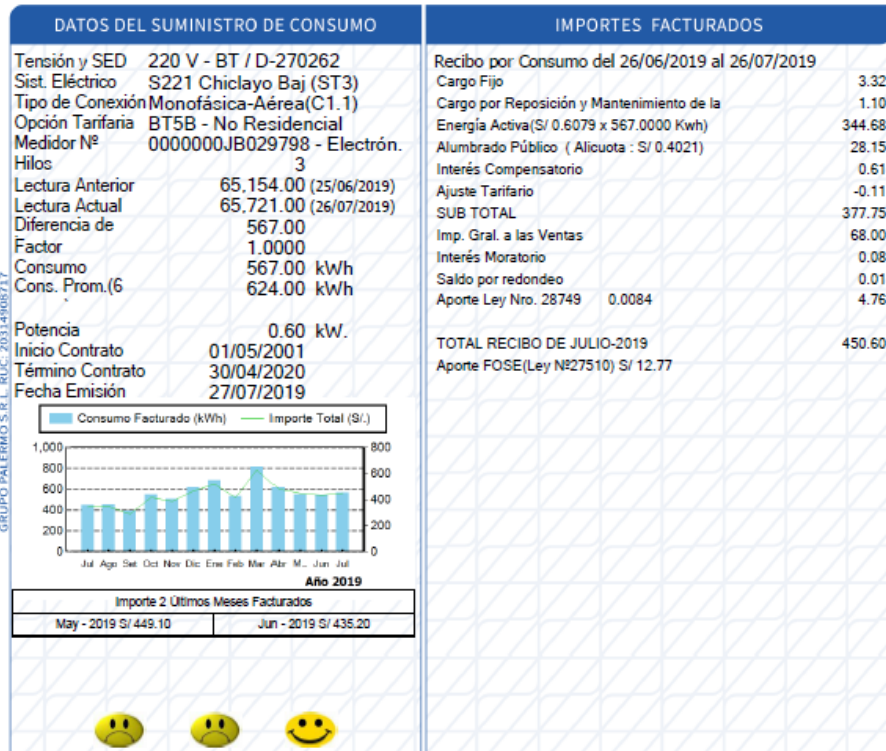 DATOS DEL SUMINISTRO DE CONSUMO
Tensión y SED 220 V - BT / D-270262
Sist. Eléctrico S221 Chiclayo Baj (ST3)
Tipo de Conexión Monofásica-Aérea(C1.1)
Opción Tarifaria BT5B - No Residencial
Medidor Nº 0000000JB029798 - Electrón.
Hilos 3
Lectura Anterior 65,154.00 (25/06/2019)
Lectura Actual 65,721.00 (26/07/2019)
Diferencia de 567.00
Factor 1.0000
Consumo 567.00 kWh
Cons. Prom.(6 624.00 kWh
Potencia 0.60 kW.
Inicio Contrato 01/05/2001
Término Contrato 30/04/2020
Fecha Emisión 27/07/2019
Consumo Facturado (kWh) Importe Total (S/.)
1,000 800
800 600
600 400
400 200
200 0
0
Jul Ago Set Oct Nov Dic Ene Feb Mar Abr M... Jun Jul
Año 2019
Importe 2 Últimos Meses Facturados
May - 2019 S/ 449.10 Jun - 2019 S/ 435.20
GRUPO PALERMO S.R.L. RUC: 20314908717
IMPORTES FACTURADOS
Recibo por Consumo del 26/06/2019 al 26/07/2019
Cargo Fijo 3.32
Cargo por Reposición y Mantenimiento de la 1.10
Energía Activa(S/ 0.6079 x 567.0000 Kwh) 344.68
Alumbrado Público ( Alicuota : S/ 0.4021) 28.15
Interés Compensatorio 0.61
Ajuste Tarifario -0.11
SUB TOTAL 377.75
Imp. Gral. a las Ventas 68.00
Interés Moratorio 0.08
Saldo por redondeo 0.01
Aporte Ley Nro. 28749 0.0084 4.76
TOTAL RECIBO DE JULIO-2019 450.60
Aporte FOSE(Ley Nº27510) S/ 12.77